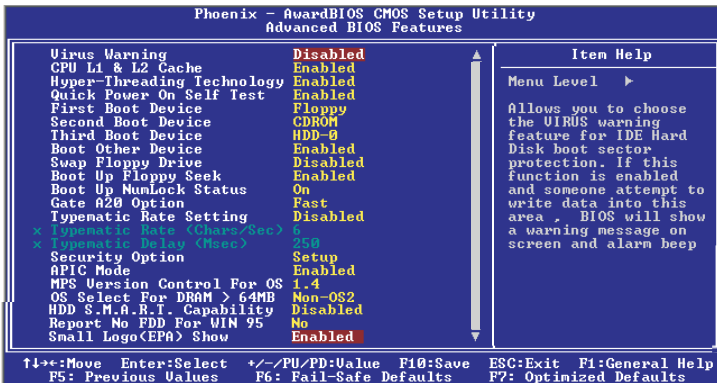 Phoenix - AwardBIOS CMOS Setup Utility
Advanced BIOS Features
Virus Warning Disabled
CPU L1 & L2 Cache Enabled
Hyper-Threading Technology Enabled
Quick Power On Self Test Enabled
First Boot Device Floppy
Second Boot Device CDROM
Third Boot Device HDD-0
Boot Other Device Enabled
Swap Floppy Drive Disabled
Boot Up Floppy Seek Enabled
Boot Up NumLock Status On
Gate A20 Option Fast
Typematic Rate Setting Disabled
x Typematic Rate (Chars/Sec) 6
x Typematic Delay (Msec) 250
Security Option Setup
APIC Mode Enabled
MPS Version Control For OS 1.4
OS Select For DRAM > 64MB Non-OS2
HDD S.M.A.R.T. Capability Disabled
Report No FDD For WIN 95 No
Small Logo(EPA) Show Enabled
Item Help
Menu Level ▶
Allows you to choose
the VIRUS warning
feature for IDE Hard
Disk boot sector
protection. If this
function is enabled
and someone attempt to
write data into this
area , BIOS will show
a warning message on
screen and alarm beep
↑↓→←:Move Enter:Select +/-/PU/PD:Value F10:Save ESC:Exit F1:General Help
F5: Previous Values F6: Fail-Safe Defaults F7: Optimized Defaults